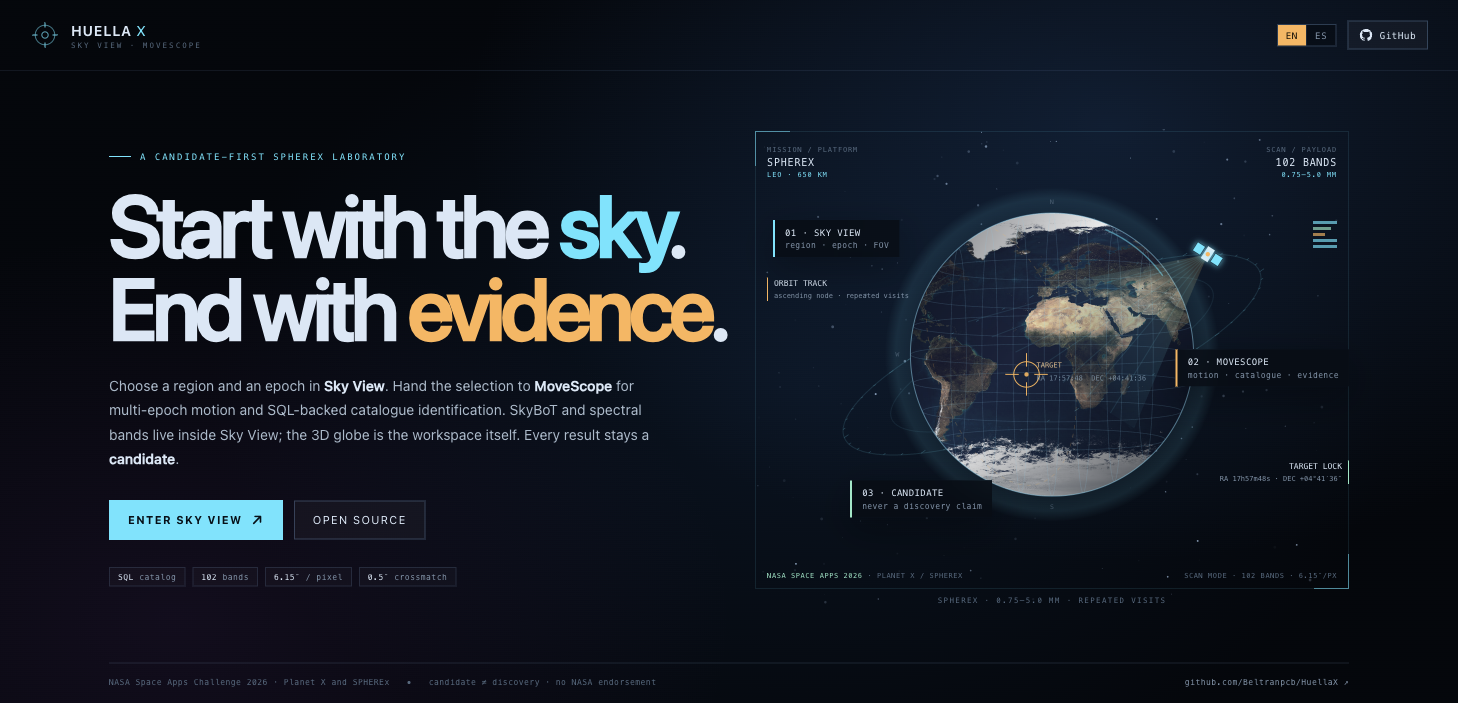 HUELLA X
SKY VIEW · MOVESCOPE
EN ES
GitHub
A CANDIDATE-FIRST SPHEREX LABORATORY
Start with the sky.
End with evidence.
Choose a region and an epoch in Sky View. Hand the selection to MoveScope for
multi-epoch motion and SQL-backed catalogue identification. SkyBoT and spectral
bands live inside Sky View; the 3D globe is the workspace itself. Every result stays a
candidate.
ENTER SKY VIEW ↗
OPEN SOURCE
SQL catalog
102 bands
6.15″ / pixel
0.5″ crossmatch
MISSION / PLATFORM
SPHEREX
LEO · 650 KM
SCAN / PAYLOAD
102 BANDS
0.75–5.0 MM
N
01 · SKY VIEW
region · epoch · FOV
ORBIT TRACK
ascending node · repeated visits
W
TARGET
RA 17:57:48 · DEC +04:41:36
02 · MOVESCOPE
motion · catalogue · evidence
TARGET LOCK
RA 17h57m48s · DEC +04°41′36″
03 · CANDIDATE
never a discovery claim
S
NASA SPACE APPS 2026 · PLANET X / SPHEREX
SCAN MODE · 102 BANDS · 6.15″/PX
SPHEREX · 0.75–5.0 MM · REPEATED VISITS
NASA Space Apps Challenge 2026 · Planet X and SPHEREx
candidate ≠ discovery · no NASA endorsement
github.com/Beltranpcb/HuellaX ↗